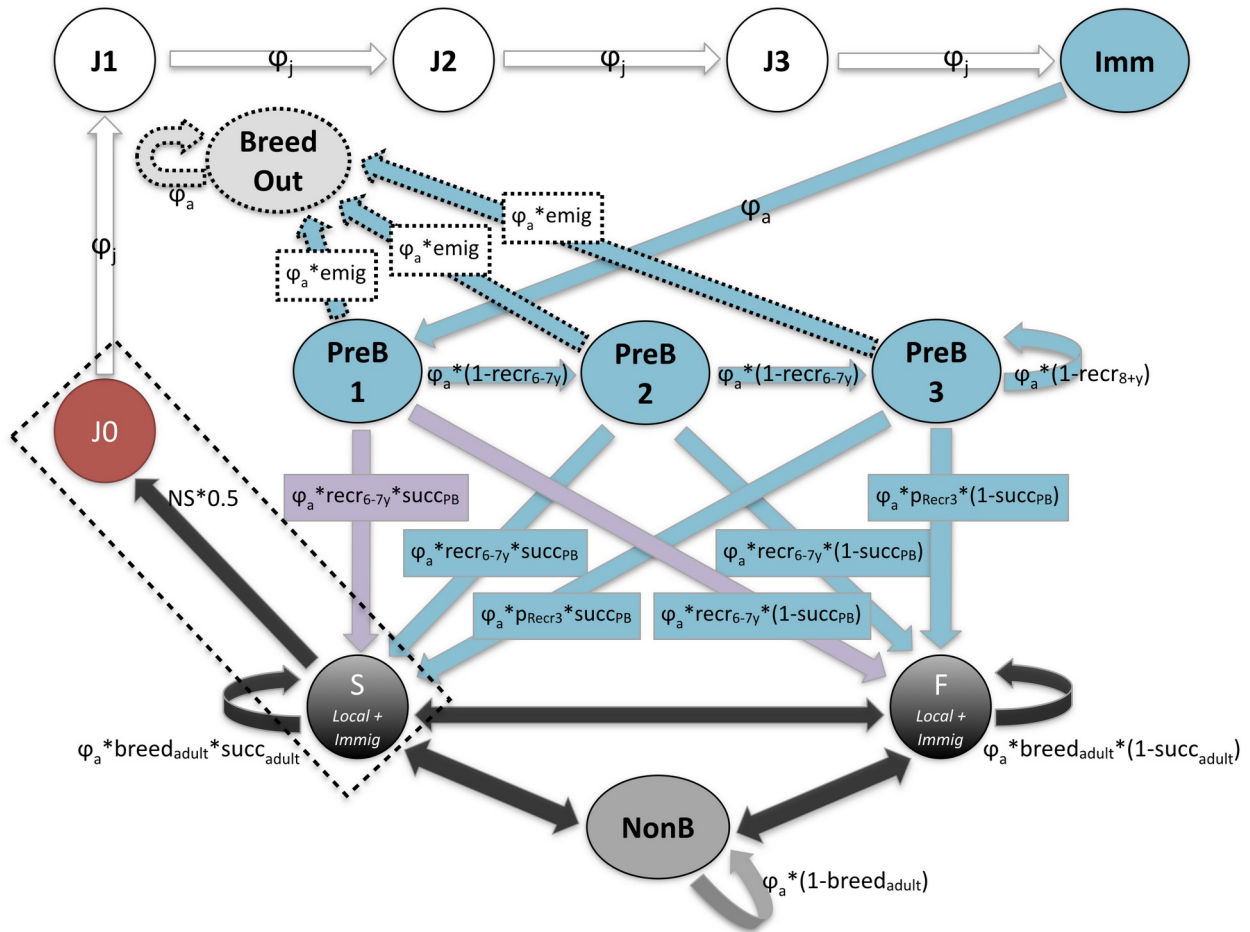 J1
φj
J2
φj
J3
φj
Imm
Breed
Out
φa
φj
φa
φa*emig
φa*emig
φa*emig
PreB
1
φa*(1-recr6-7y)
PreB
2
φa*(1-recr6-7y)
PreB
3
φa*(1-recr8+y)
J0
NS*0.5
φa*recr6-7y*succPB
φa*pRecr3*(1-succPB)
φa*recr6-7y*succPB
φa*recr6-7y*(1-succPB)
φa*pRecr3*succPB
φa*recr6-7y*(1-succPB)
S
Local +
Immig
F
Local +
Immig
φa*breedadult*succadult
φa*breedadult*(1-succadult)
NonB
φa*(1-breedadult)